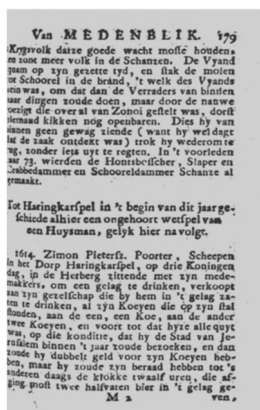 Van MEDENBLIK. 179
Krygsvolk datze goede wacht moste houden,
en zont meer volk in de Schanzen. De Vyand
quam op zyn gezette tyd, en stak de molen
tot Schoorel in de brand, 't welk des Vyands
sein was, om dat dan de Verraders van binnen
haar dingen zoude doen, maar door de nauwe
toezigt die over al van Zonoi gestelt was, dorst
niemand kikken nóg openbaren. Dies hy van
binnen geen gewag ziende (want hy wel dagt
dat de zaak ontdekt was) trok hy wederom te
rug, zonder iets uyt te regten. In 't voorleden
Jaar 73. wierden de Hontsbosscher, Slaper en
Crabbedammer en Schooreldammer Schanze al
gemaakt.
Tot Haringkarspel in 't begin van dit jaar ge-
schiede alhier een ongehoort wetspel van
een Huysman, gelyk hier na volgt.
1614. Zimon Pieterss. Poorter, Scheepen
in het Dorp Haringkarspel, op drie Koningen
dag, in de Herberg zittende met zyn mede-
makkers, om een gelag te drinken, verkoopt
aan zyn gezelschap die by hem in 't gelag za-
ten te drinken, al zyn Koeyen die op zyn stal
stonden, aan de een, een Koe, aan de ander
twee Koeyen, en voort tot dat hyze alle quyt
was, op die konditie, dat hy de Stad van Je-
rusalem binnen 't jaar zoude bezoeken, en dan
zoude hy dubbelt geld voor zyn Koeyen heb-
ben, maar hy zoude zyn beraad hebben tot 's
anderen daags de klokke twaalf uren, die af-
ging most twee halfvaten bier in 't gelag ge-
M 2 ven,